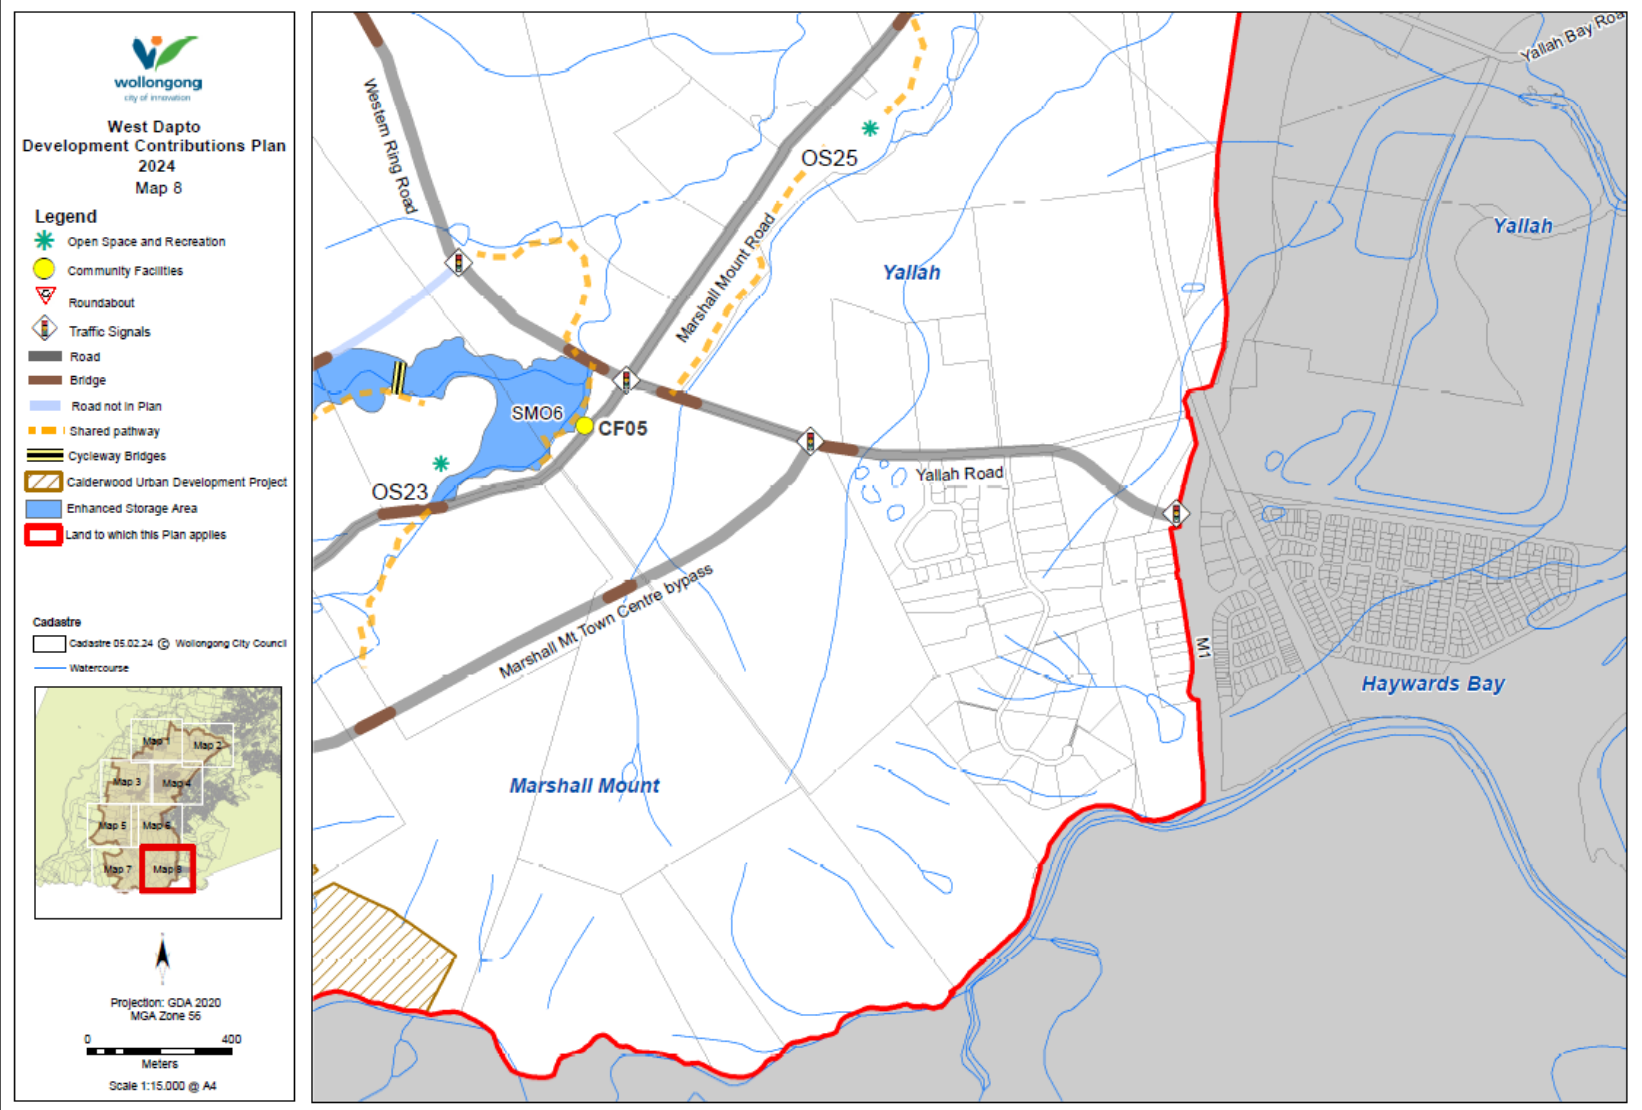 wollongong
city of innovation
West Dapto
Development Contributions Plan
2024
Map 8
Legend
Open Space and Recreation
Community Facilities
Roundabout
Traffic Signals
Road
Bridge
Road not in Plan
Shared pathway
Cycleway Bridges
Calderwood Urban Development Project
Enhanced Storage Area
Land to which this Plan applies
Cadastre
Cadastre 05.02.24 © Wollongong City Council
Watercourse
Map 1
Map 2
Map 3
Map 4
Map 5
Map 6
Map 7
Map 8
Projection: GDA 2020
MGA Zone 56
0 400
Meters
Scale 1:15.000 @ A4
Yallah Bay Roa
Western Ring Road
OS25
Marshall Mount Road
Yallah
Yallah
SMO6
CF05
OS23
Yallah Road
Marshall Mt Town Centre bypass
M1
Haywards Bay
Marshall Mount